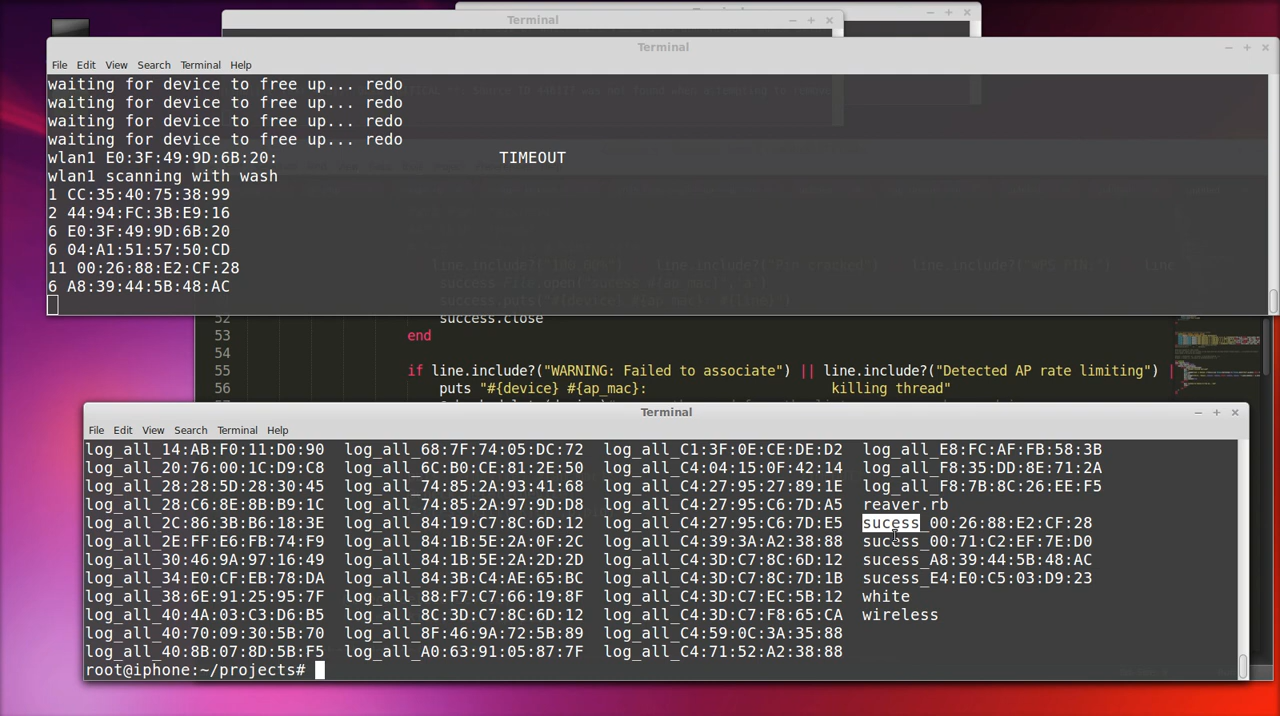 Terminal
Terminal
File Edit View Search Terminal Help
waiting for device to free up... redo
waiting for device to free up... redo
waiting for device to free up... redo
waiting for device to free up... redo
wlan1 E0:3F:49:9D:6B:20: TIMEOUT
wlan1 scanning with wash
1 CC:35:40:75:38:99
2 44:94:FC:3B:E9:16
6 E0:3F:49:9D:6B:20
6 04:A1:51:57:50:CD
11 00:26:88:E2:CF:28
6 A8:39:44:5B:48:AC
52 success.close
53 end
54
55 if line.include?("WARNING: Failed to associate") || line.include?("Detected AP rate limiting") |
56 puts "#{device} #{ap_mac}: killing thread"
Terminal
File Edit View Search Terminal Help
log_all_14:AB:F0:11:D0:90 log_all_68:7F:74:05:DC:72 log_all_C1:3F:0E:CE:DE:D2 log_all_E8:FC:AF:FB:58:3B
log_all_20:76:00:1C:D9:C8 log_all_6C:B0:CE:81:2E:50 log_all_C4:04:15:0F:42:14 log_all_F8:35:DD:8E:71:2A
log_all_28:28:5D:28:30:45 log_all_74:85:2A:93:41:68 log_all_C4:27:95:27:89:1E log_all_F8:7B:8C:26:EE:F5
log_all_28:C6:8E:8B:B9:1C log_all_74:85:2A:97:9D:D8 log_all_C4:27:95:C6:7D:A5 reaver.rb
log_all_2C:86:3B:B6:18:3E log_all_84:19:C7:8C:6D:12 log_all_C4:27:95:C6:7D:E5 sucess_00:26:88:E2:CF:28
log_all_2E:FF:E6:FB:74:F9 log_all_84:1B:5E:2A:0F:2C log_all_C4:39:3A:A2:38:88 sucess_00:71:C2:EF:7E:D0
log_all_30:46:9A:97:16:49 log_all_84:1B:5E:2A:38:80 log_all_C4:3D:C7:8C:6D:12 sucess_A8:39:44:5B:48:AC
log_all_34:E0:CF:EB:78:DA log_all_84:3B:C4:AE:65:BC log_all_C4:3D:C7:8C:7D:1B sucess_E4:E0:C5:03:D9:23
log_all_38:6E:91:25:95:7F log_all_88:F7:C7:66:19:8F log_all_C4:3D:C7:EC:5B:12 white
log_all_40:4A:03:C3:D6:B5 log_all_8C:3D:C7:8C:6D:12 log_all_C4:3D:C7:F8:65:CA wireless
log_all_40:70:09:30:5B:70 log_all_8F:46:9A:72:5B:89 log_all_C4:59:0C:3A:35:88
log_all_40:8B:07:8D:5B:F5 log_all_A0:63:91:05:87:7F log_all_C4:71:52:A2:38:88
root@iphone:~/projects#